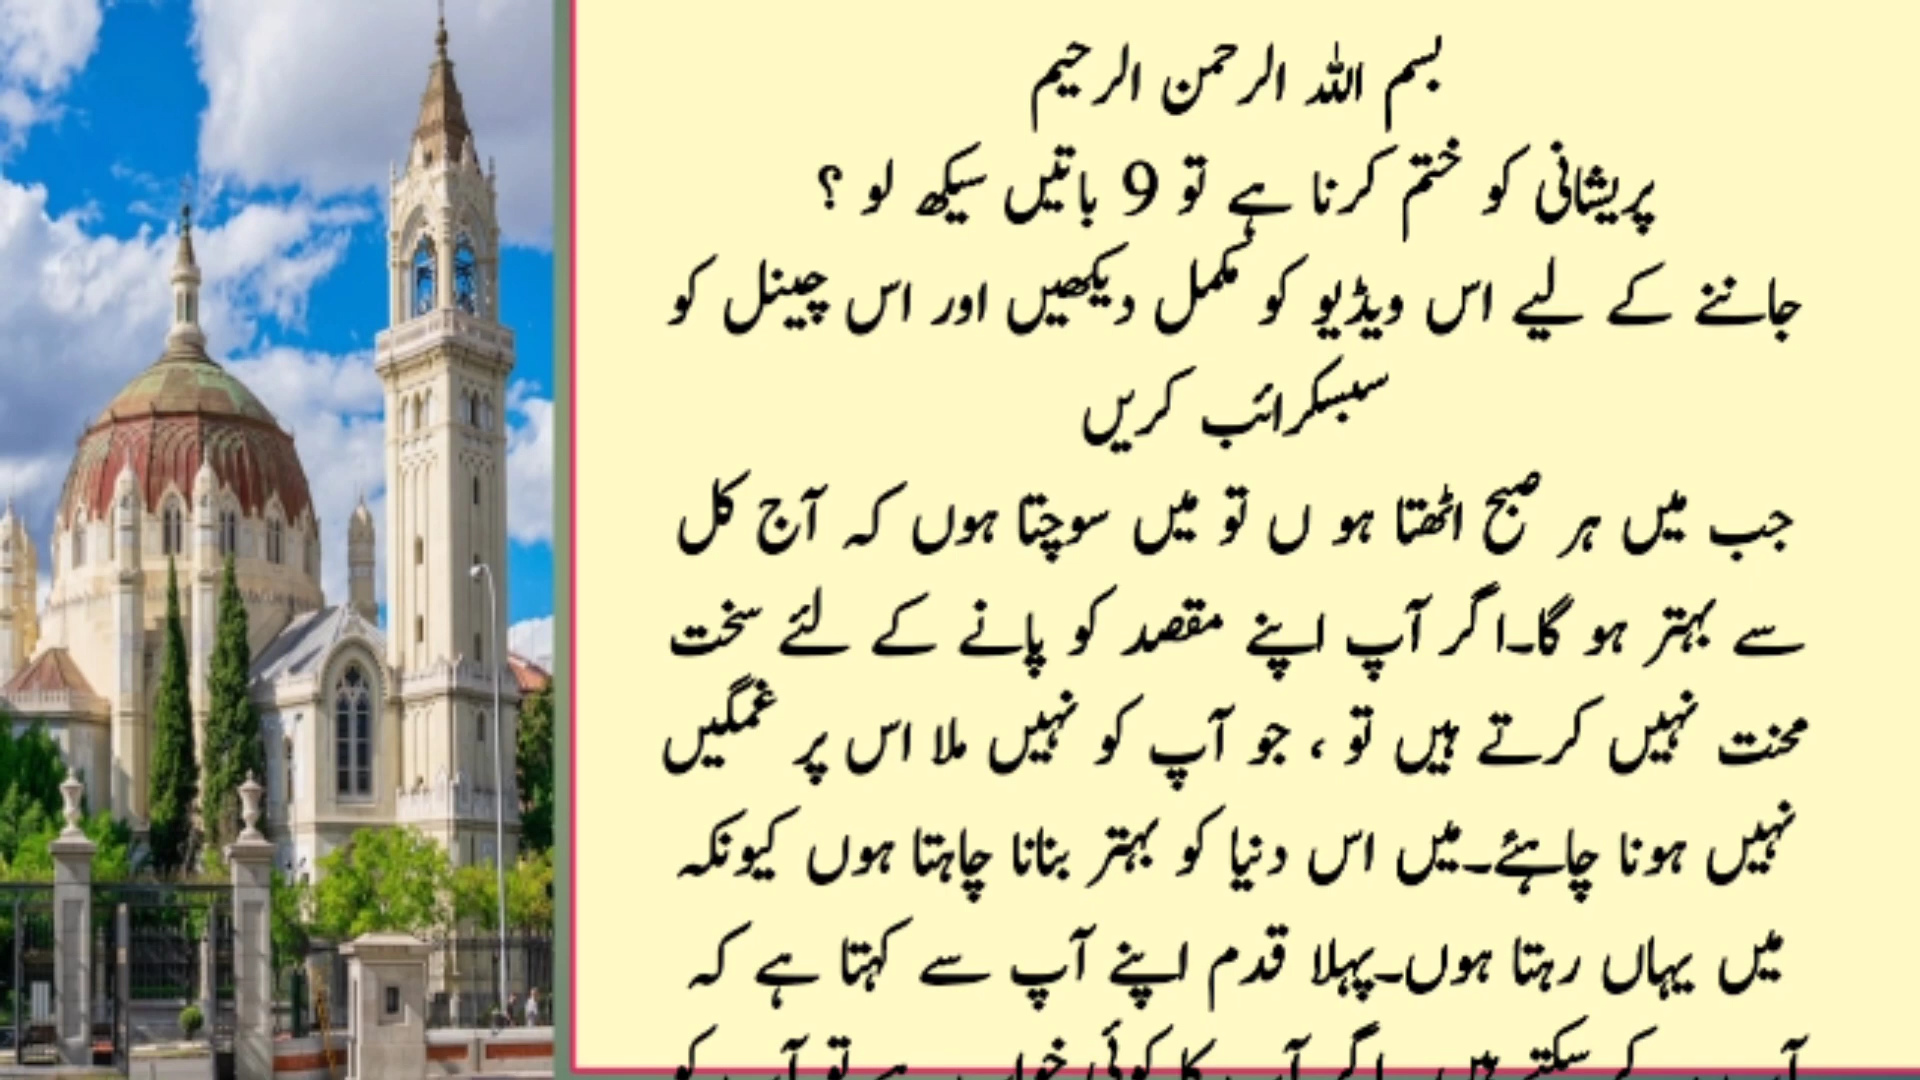 بسم اللہ الرحمن الرحیم
پریشانی کو ختم کرنا ہے تو 9 باتیں سیکھ لو ؟
جاننے کے لیے اس ویڈیو کو مکمل دیکھیں اور اس چینل کو
سبسکرائب کریں
جب میں ہر صبح اٹھتا ہو ں تو میں سوچتا ہوں کہ آج کل
سے بہتر ہو گا۔اگر آپ اپنے مقصد کو پانے کے لئے سخت
محنت نہیں کرتے ہیں تو ، جو آپ کو نہیں ملا اس پر غمگیں
نہیں ہونا چاہئے۔میں اس دنیا کو بہتر بنانا چاہتا ہوں کیونکہ
میں یہاں رہتا ہوں۔پہلا قدم اپنے آپ سے کہتا ہے کہ